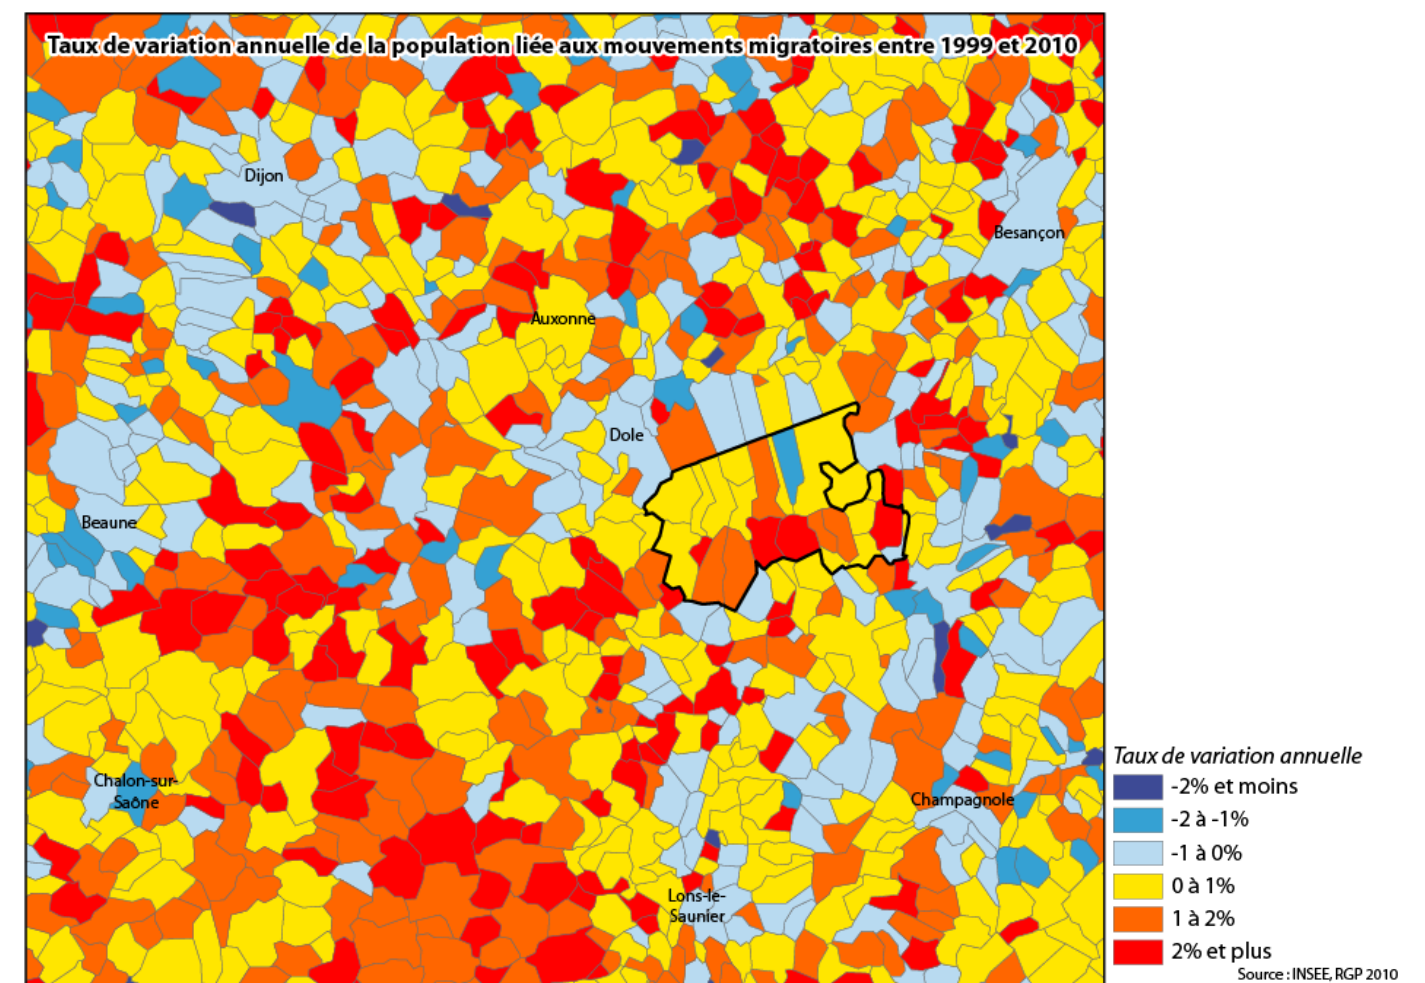 Taux de variation annuelle de la population liée aux mouvements migratoires entre 1999 et 2010
Dijon
Besançon
Auxonne
Dole
Beaune
Chalon-sur-
Saône
Champagnole
Lons-le-
Saunier
Taux de variation annuelle
-2% et moins
-2 à -1%
-1 à 0%
0 à 1%
1 à 2%
2% et plus
Source : INSEE, RGP 2010